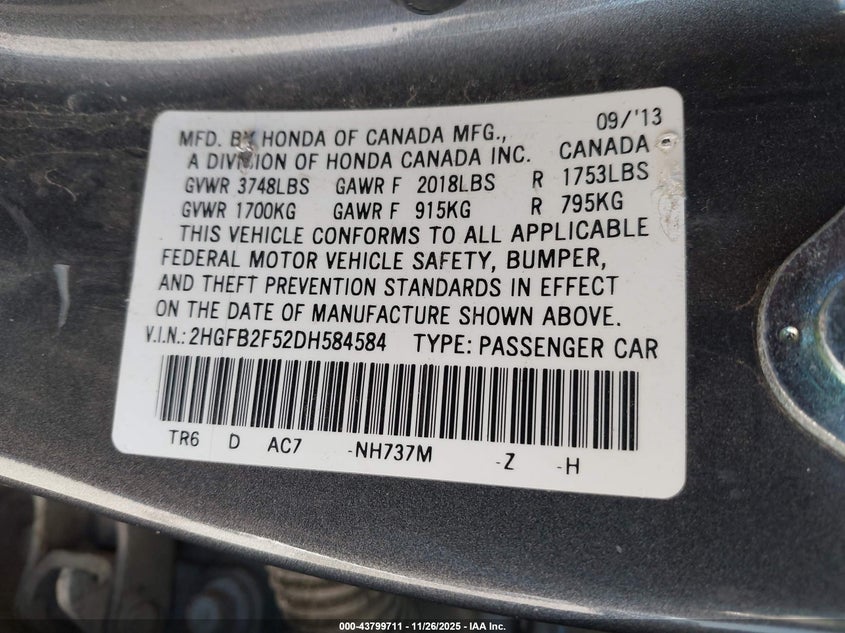 09/'13
MFD. BY HONDA OF CANADA MFG.,
A DIVISION OF HONDA CANADA INC. CANADA
GVWR 3748LBS GAWR F 2018LBS R 1753LBS
GVWR 1700KG GAWR F 915KG R 795KG
THIS VEHICLE CONFORMS TO ALL APPLICABLE
FEDERAL MOTOR VEHICLE SAFETY, BUMPER,
AND THEFT PREVENTION STANDARDS IN EFFECT
ON THE DATE OF MANUFACTURE SHOWN ABOVE.
V.I.N.: 2HGFB2F52DH584584 TYPE: PASSENGER CAR
TR6 D AC7 -NH737M -Z -H
000-43799711 - 11/26/2025 - IAA Inc.